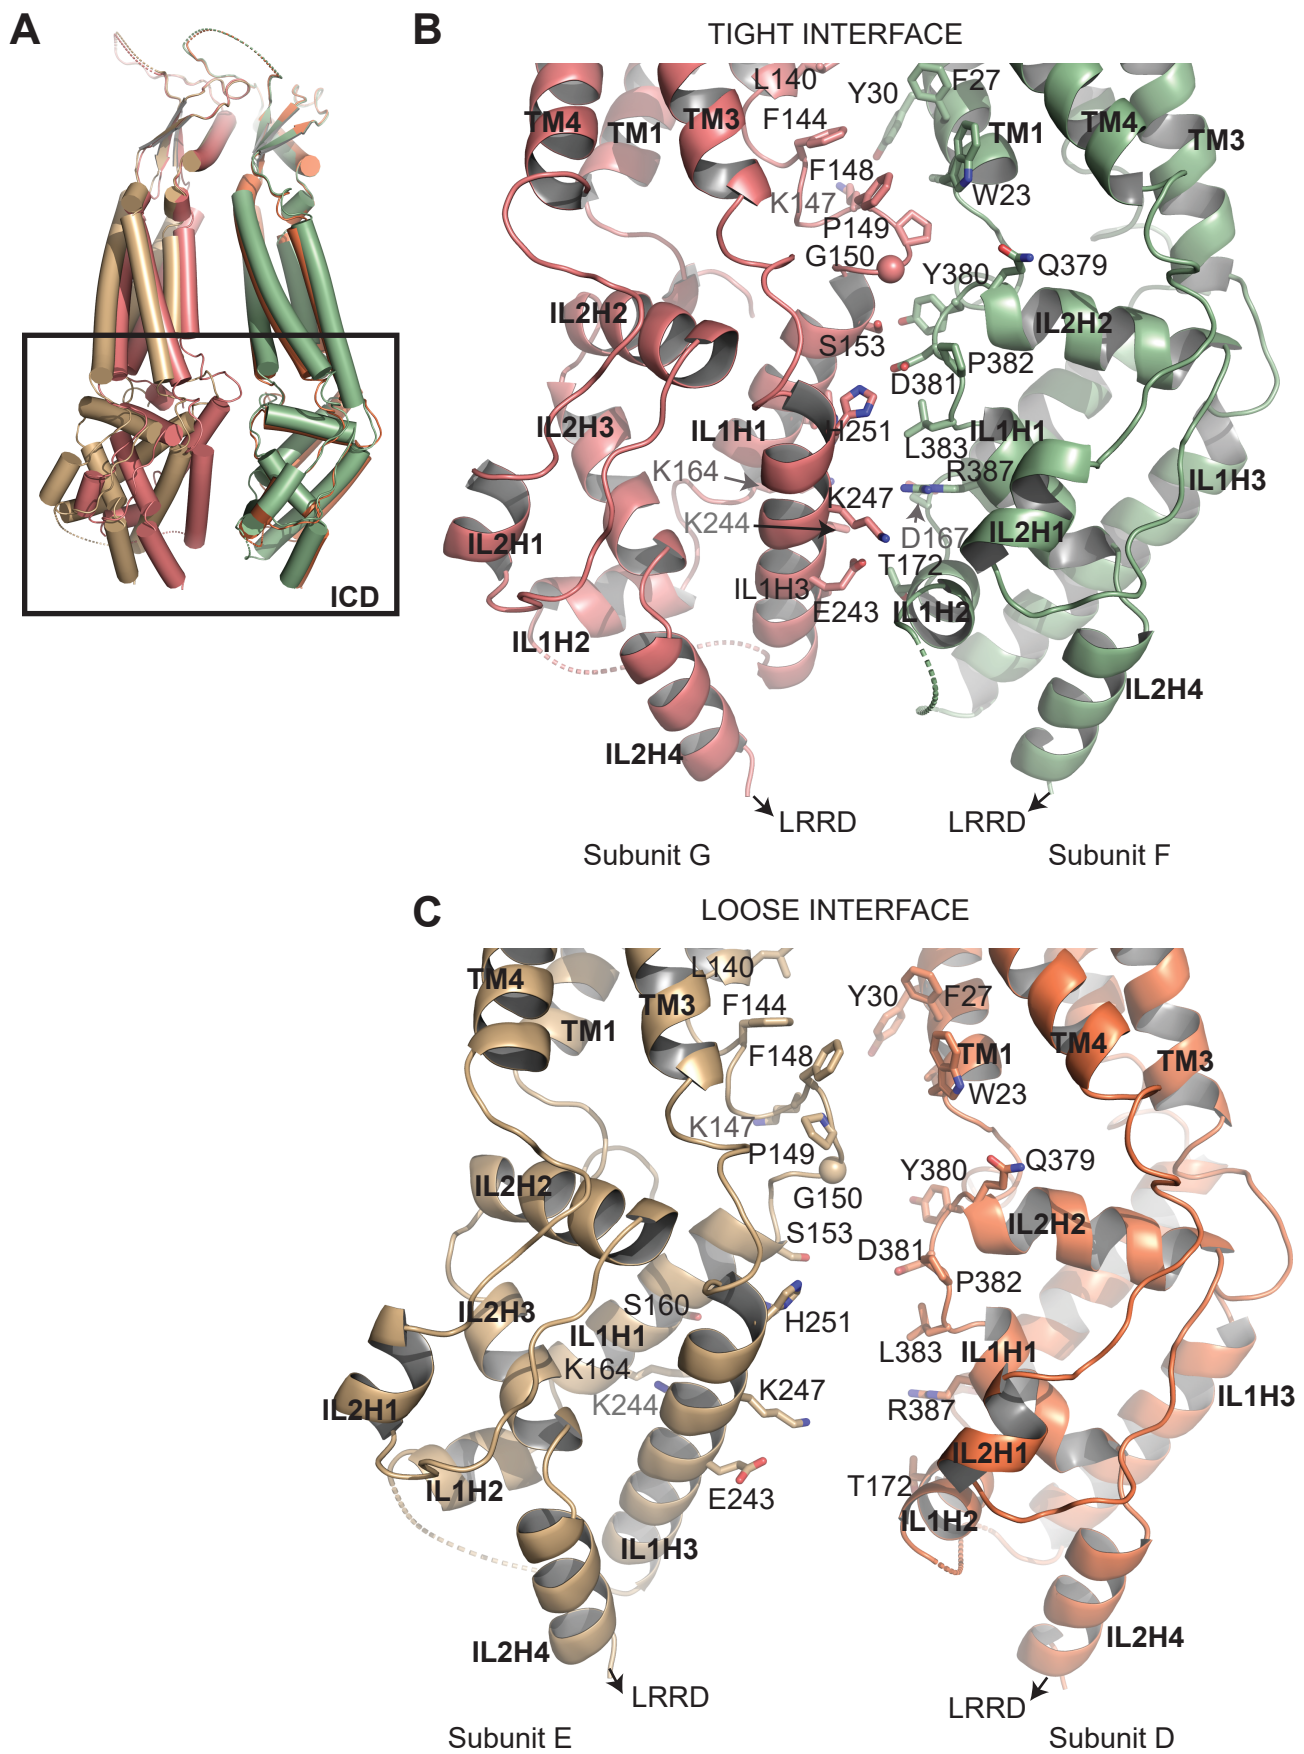 A
ICD
B
TIGHT INTERFACE
L140
Y30
F27
TM4
TM1
TM3
F144
TM1
TM4
TM3
F148
K147
W23
P149
G150
Y380
Q379
IL2H2
S153
IL2H2
P382
D381
IL2H3
IL1H1
H251
L383
IL1H1
K164
R387
IL1H3
K247
K244
D167
IL2H1
IL2H1
T172
IL1H3
E243
IL1H2
IL1H2
IL2H4
IL2H4
LRRD
LRRD
Subunit G
Subunit F
C
LOOSE INTERFACE
TM4
L140
TM3
F144
Y30
F27
TM1
F148
TM1
TM4
TM3
W23
K147
P149
Y380
Q379
IL2H2
G150
S153
IL2H2
D381
P382
IL2H3
S160
IL1H1
H251
L383
IL1H1
K164
K244
K247
IL2H1
R387
IL1H3
IL2H1
IL1H2
E243
T172
IL1H2
IL1H3
IL2H4
IL2H4
LRRD
LRRD
Subunit E
Subunit D